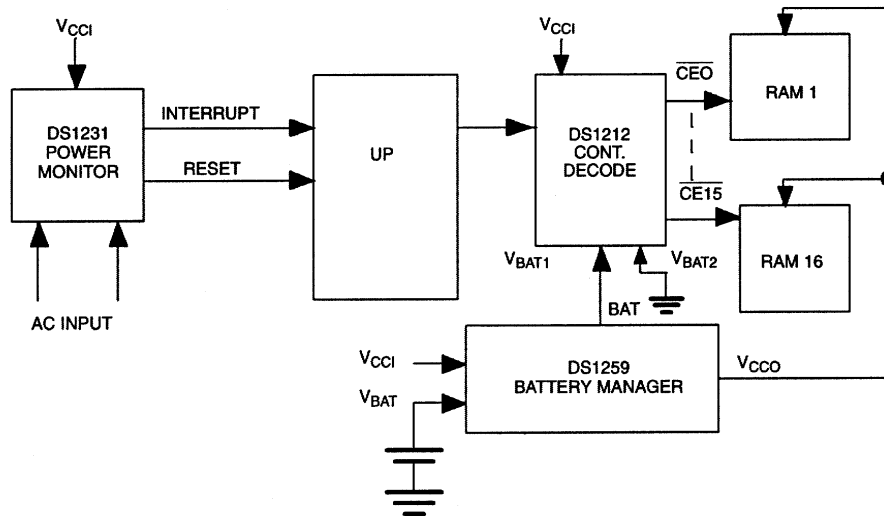 VCCI
DS1231
POWER
MONITOR
INTERRUPT
RESET
AC INPUT
UP
VCCI
DS1212
CONT.
DECODE
CEO
CE15
RAM 1
RAM 16
VBAT1
VBAT2
BAT
VCCI
VBAT
DS1259
BATTERY MANAGER
VCCO